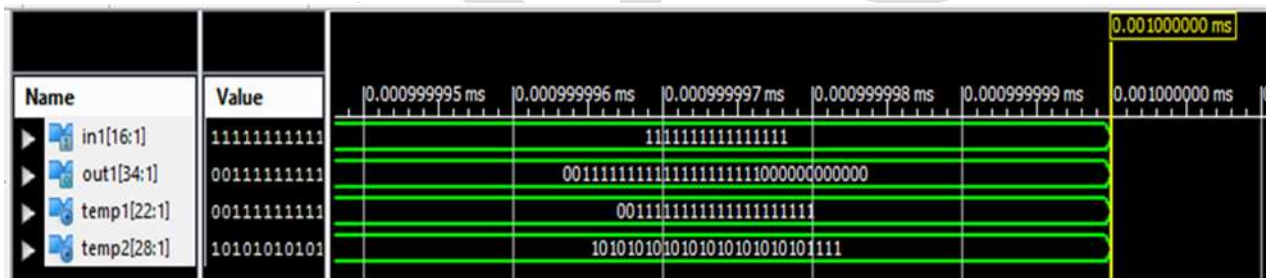 0.001000000 ms
Name Value 0.000999995 ms 0.000999996 ms 0.000999997 ms 0.000999998 ms 0.000999999 ms 0.001000000 ms
in1[16:1] 11111111111 1111111111111111
out1[34:1] 00111111111 0011111111111111111111000000000000
temp1[22:1] 00111111111 0011111111111111111111
temp2[28:1] 10101010101 1010101010101010101010101111